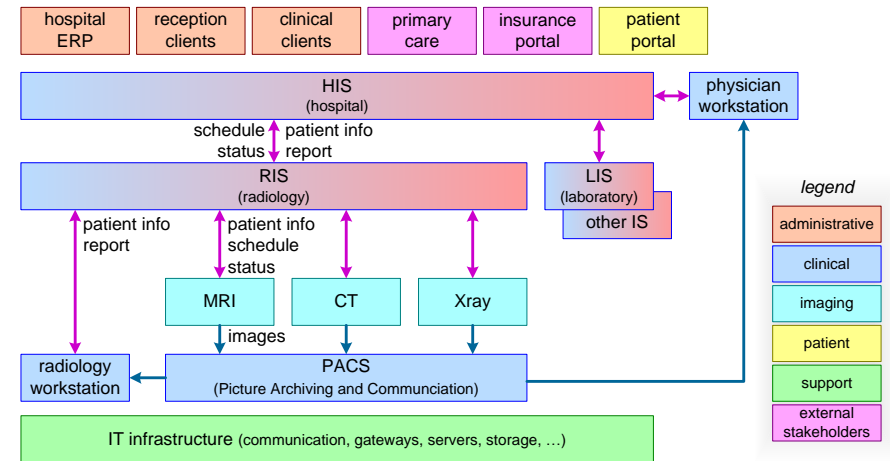 hospital
ERP
reception
clients
clinical
clients
primary
care
insurance
portal
patient
portal
HIS
(hospital)
physician
workstation
schedule
status
patient info
report
RIS
(radiology)
LIS
(laboratory)
other IS
patient info
report
patient info
schedule
status
MRI
CT
Xray
images
radiology
workstation
PACS
(Picture Archiving and Communciation)
IT infrastructure (communication, gateways, servers, storage, …)
legend
administrative
clinical
imaging
patient
support
external
stakeholders